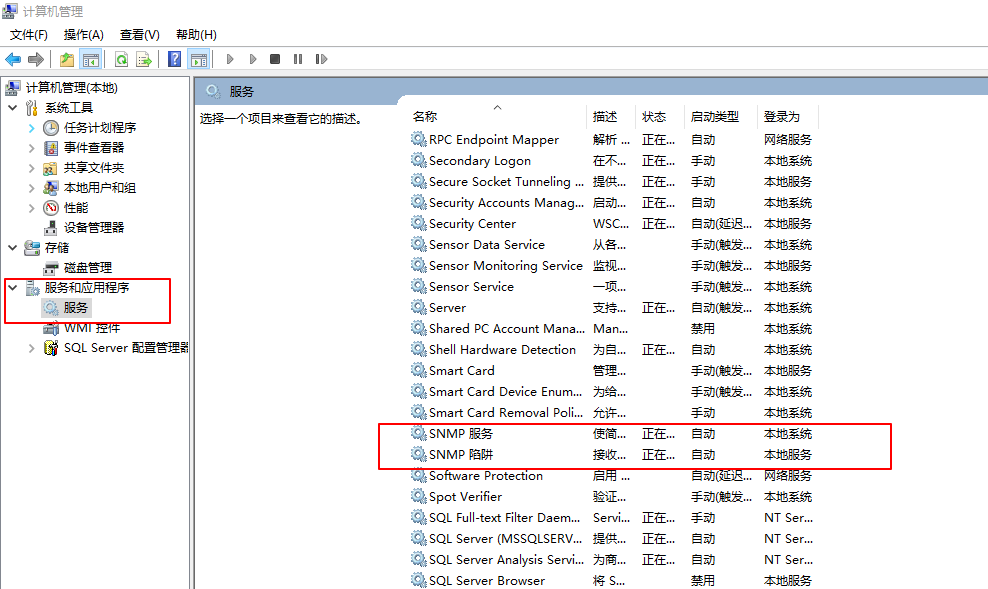 计算机管理
文件(F) 操作(A) 查看(V) 帮助(H)
计算机管理(本地)
系统工具
任务计划程序
事件查看器
共享文件夹
本地用户和组
性能
设备管理器
存储
磁盘管理
服务和应用程序
服务
WMI 控件
SQL Server 配置管理器
服务
选择一个项目来查看它的描述。
名称 描述 状态 启动类型 登录为
RPC Endpoint Mapper 解析 ... 正在... 自动 网络服务
Secondary Logon 在不... 正在... 手动 本地系统
Secure Socket Tunneling ... 提供... 正在... 手动 本地服务
Security Accounts Manag... 启动... 正在... 自动 本地系统
Security Center WSC... 正在... 自动(延迟... 本地服务
Sensor Data Service 从各... 手动(触发... 本地系统
Sensor Monitoring Service 监视... 手动(触发... 本地服务
Sensor Service 一项... 手动(触发... 本地系统
Server 支持... 正在... 自动(触发... 本地系统
Shared PC Account Mana... Man... 禁用 本地系统
Shell Hardware Detection 为自... 正在... 自动 本地系统
Smart Card 管理... 手动(触发... 本地服务
Smart Card Device Enum... 为给... 手动(触发... 本地系统
Smart Card Removal Poli... 允许... 手动 本地系统
SNMP 服务 使简... 正在... 自动 本地系统
SNMP 陷阱 接收... 正在... 自动 本地服务
Software Protection 启用 ... 自动(延迟... 网络服务
Spot Verifier 验证... 手动(触发... 本地系统
SQL Full-text Filter Daem... Servi... 正在... 手动 NT Ser...
SQL Server (MSSQLSERV... 提供... 正在... 自动 NT Ser...
SQL Server Analysis Servi... 为商... 正在... 自动 NT Ser...
SQL Server Browser 将 S... 禁用 本地服务